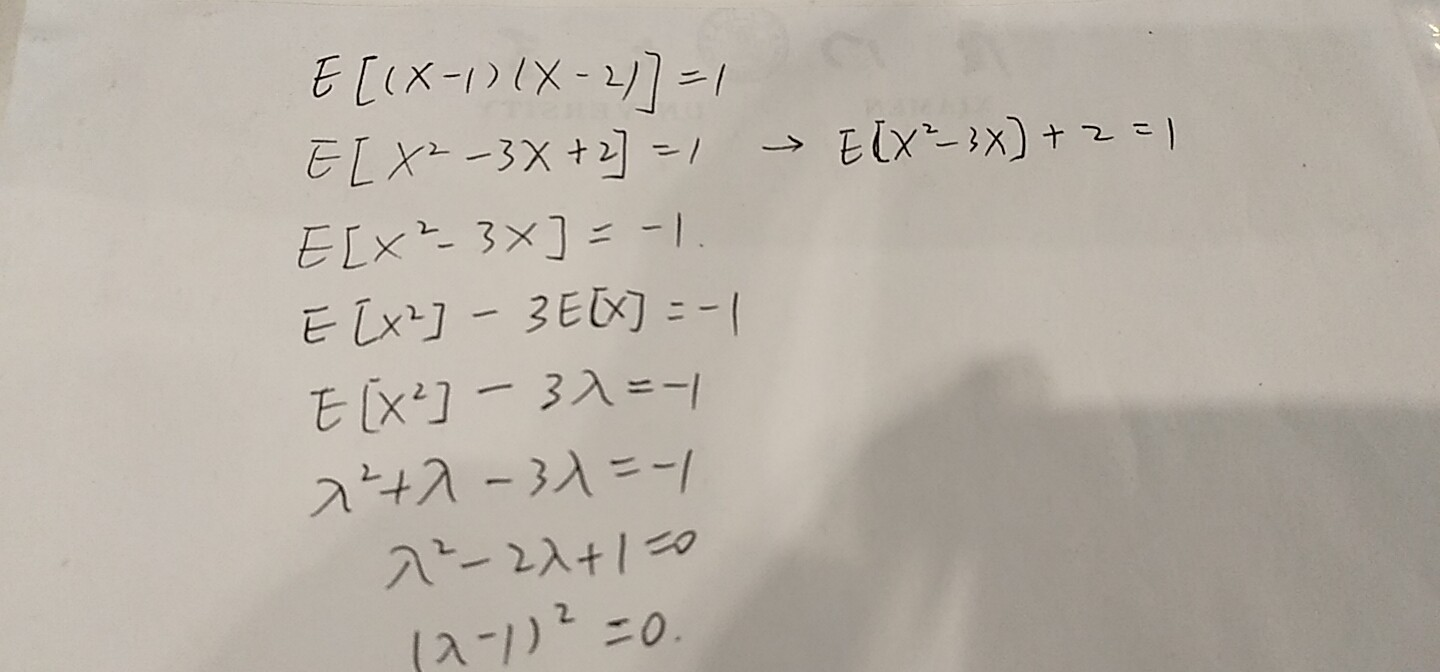 E[(X-1)(X-2)]=1
E[X²-3X+2]=1 → E[X²-3X]+2=1
E[X²-3X]=-1.
E[X²]-3E[X]=-1
E[X²]-3λ=-1
λ²+λ-3λ=-1
λ²-2λ+1=0
(λ-1)²=0.